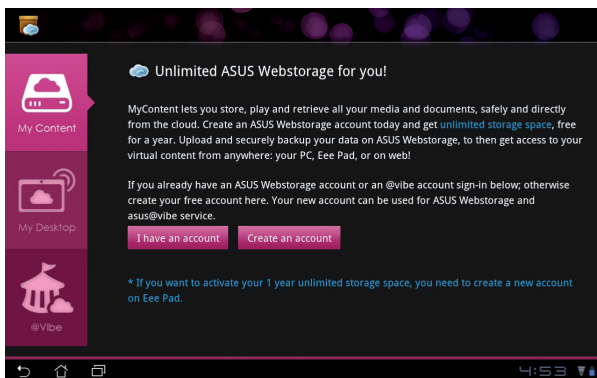 Unlimited ASUS Webstorage for you!
My Content
MyContent lets you store, play and retrieve all your media and documents, safely and directly
from the cloud. Create an ASUS Webstorage account today and get unlimited storage space, free
for a year. Upload and securely backup your data on ASUS Webstorage, to then get access to your
virtual content from anywhere: your PC, Eee Pad, or on web!
My Desktop
If you already have an ASUS Webstorage account or an @vibe account sign-in below; otherwise
create your free account here. Your new account can be used for ASUS Webstorage and
asus@vibe service.
I have an account
Create an account
@Vibe
* If you want to activate your 1 year unlimited storage space, you need to create a new account
on Eee Pad.
4:53